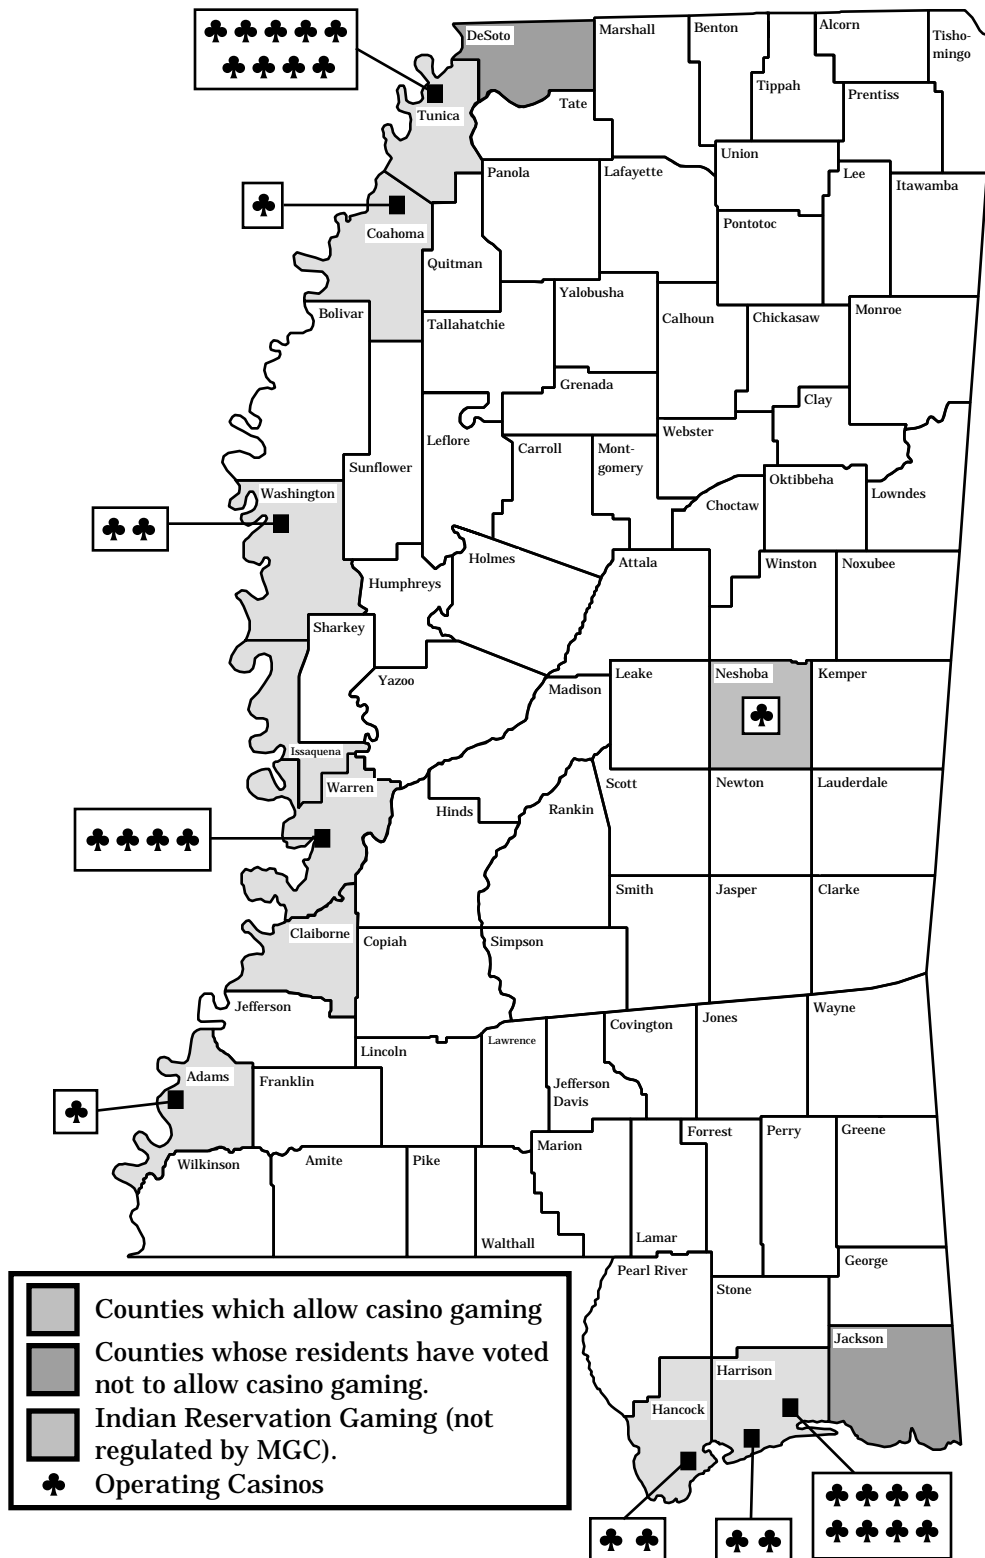 DeSoto
Marshall
Benton
Alcorn
Tisho-
mingo
Tippah
Prentiss
Tunica
Tate
Union
Panola
Lafayette
Lee
Itawamba
Coahoma
Pontotoc
Quitman
Yalobusha
Bolivar
Tallahatchie
Calhoun
Chickasaw
Monroe
Grenada
Clay
Leflore
Carroll
Mont-
gomery
Webster
Sunflower
Washington
Oktibbeha
Lowndes
Choctaw
Holmes
Attala
Winston
Noxubee
Humphreys
Sharkey
Yazoo
Madison
Leake
Neshoba
Kemper
Issaquena
Warren
Hinds
Rankin
Scott
Newton
Lauderdale
Smith
Jasper
Clarke
Claiborne
Copiah
Simpson
Jefferson
Covington
Jones
Wayne
Lincoln
Lawrence
Adams
Franklin
Jefferson
Davis
Wilkinson
Amite
Pike
Marion
Forrest
Perry
Greene
Walthall
Lamar
Pearl River
George
Stone
Jackson
Harrison
Hancock
Counties which allow casino gaming
Counties whose residents have voted
not to allow casino gaming.
Indian Reservation Gaming (not
regulated by MGC).
Operating Casinos